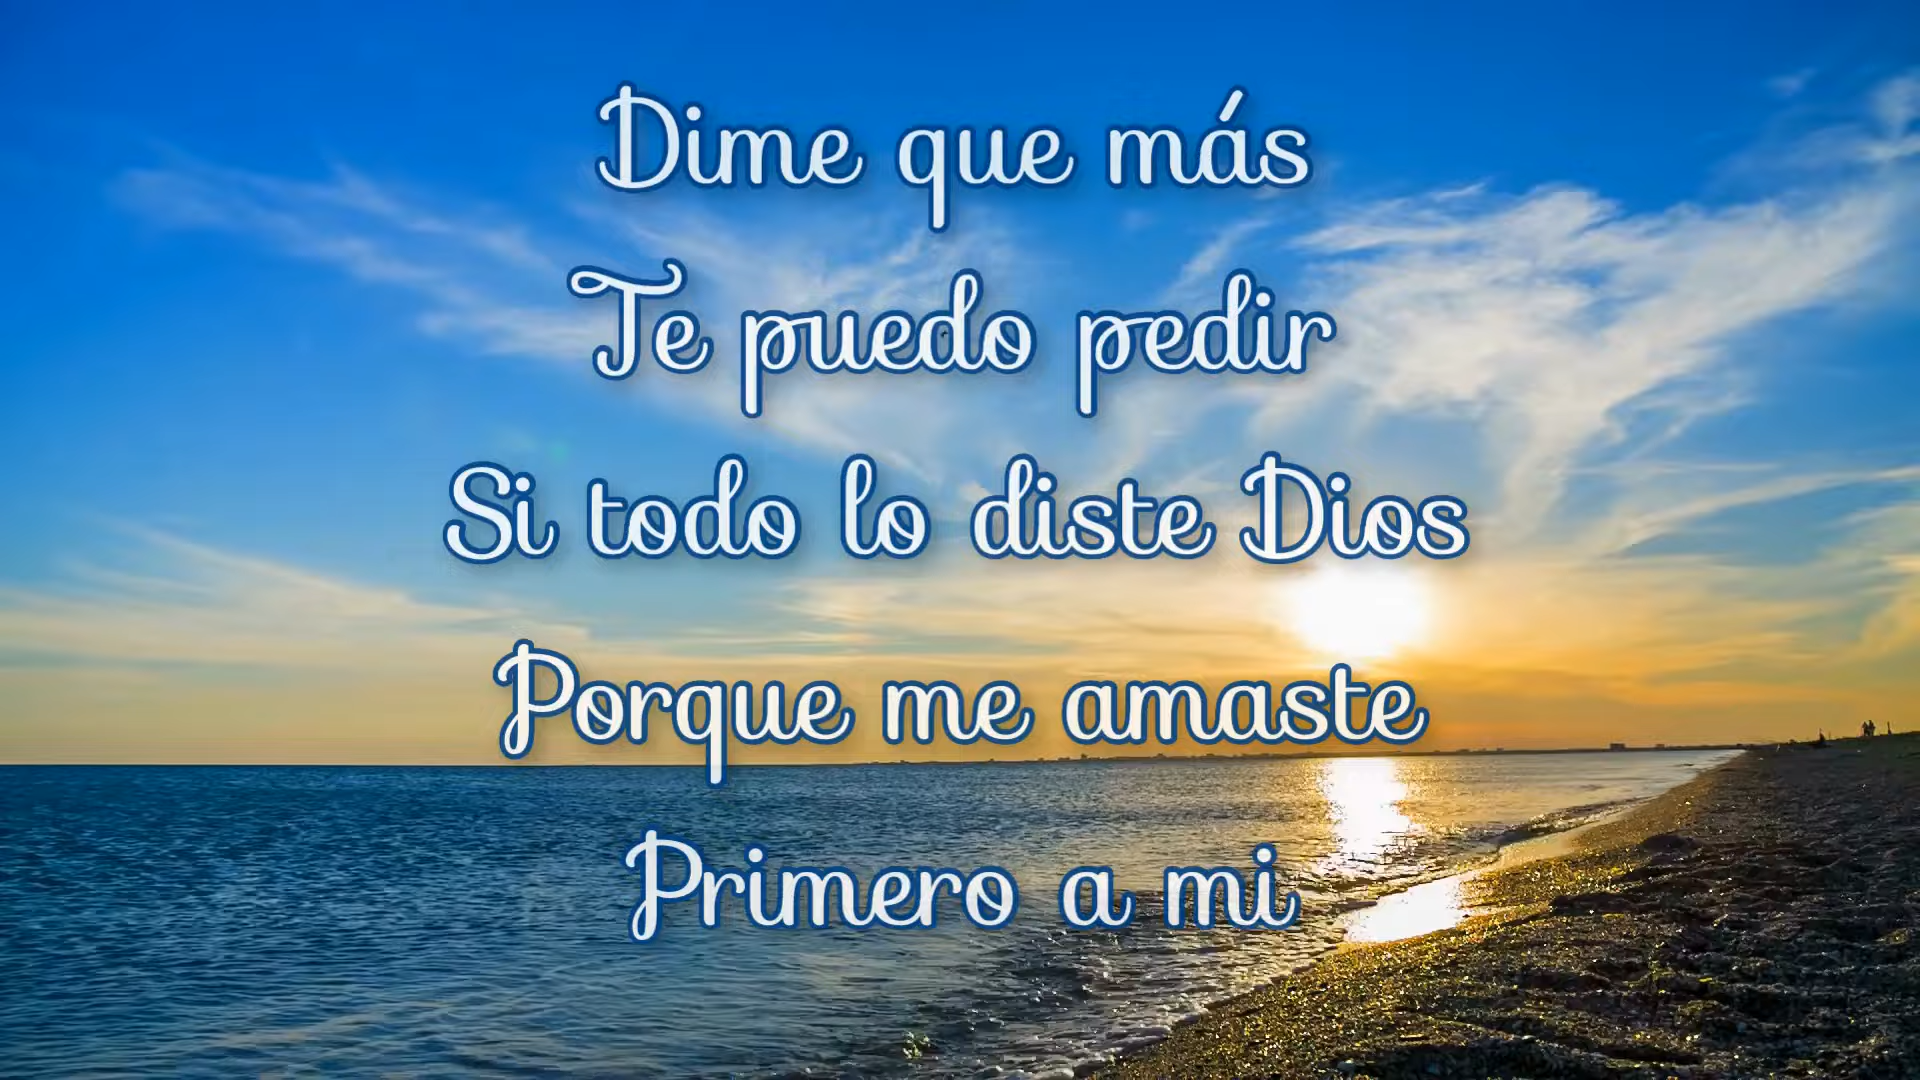 Dime que más
Te puedo pedir
Si todo lo diste Dios
Porque me amaste
Primero a mi